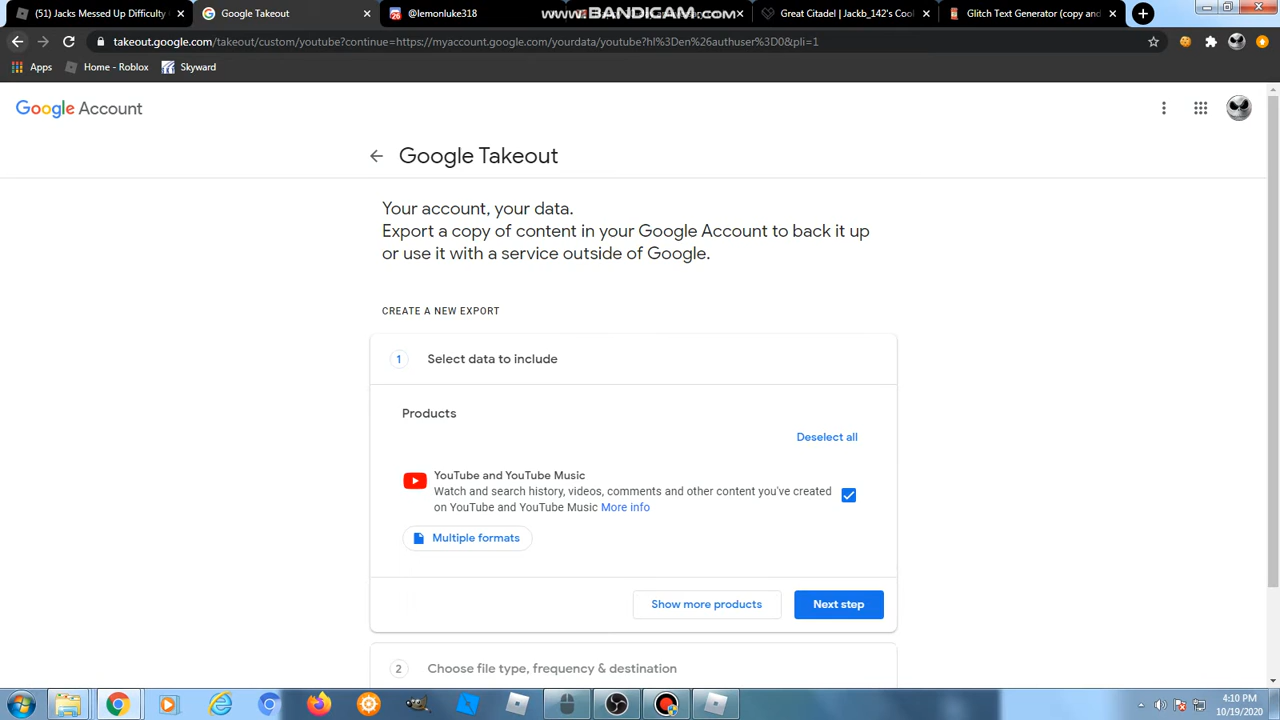 (51) Jacks Messed Up Difficulty
Google Takeout
@lemonluke318
www.BANDICAM.com
Great Citadel | Jackb_142's Cool
Glitch Text Generator (copy and
takeout.google.com/takeout/custom/youtube?continue=https://myaccount.google.com/yourdata/youtube?hl%3Den%26authuser%3D0&pli=1
Apps
Home - Roblox
Skyward
Google Account
Google Takeout
Your account, your data.
Export a copy of content in your Google Account to back it up
or use it with a service outside of Google.
CREATE A NEW EXPORT
1
Select data to include
Products
Deselect all
YouTube and YouTube Music
Watch and search history, videos, comments and other content you've created
on YouTube and YouTube Music More info
Multiple formats
Show more products
Next step
2
Choose file type, frequency & destination
4:10 PM
10/19/2020